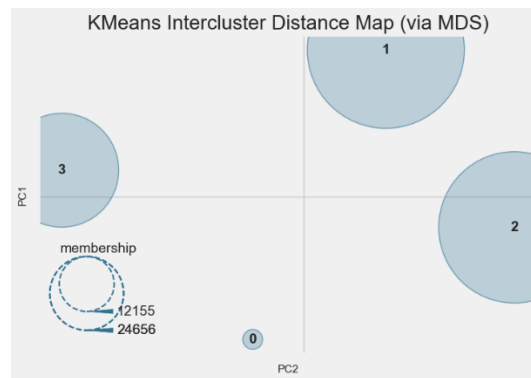 KMeans Intercluster Distance Map (via MDS)
1
3
PC1
2
membership
12155
24656
0
PC2